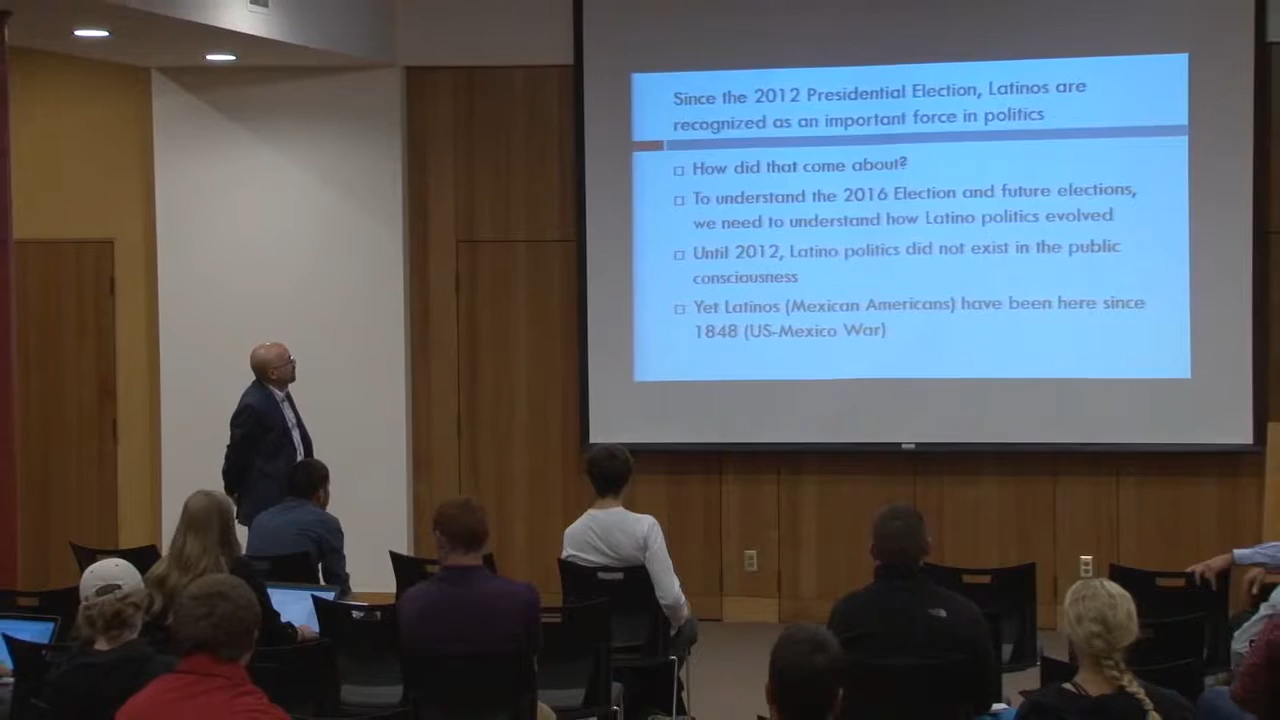 Since the 2012 Presidential Election, Latinos are
recognized as an important force in politics
How did that come about?
To understand the 2016 Election and future elections,
we need to understand how Latino politics evolved
Until 2012, Latino politics did not exist in the public
consciousness
Yet Latinos (Mexican Americans) have been here since
1848 (US-Mexico War)